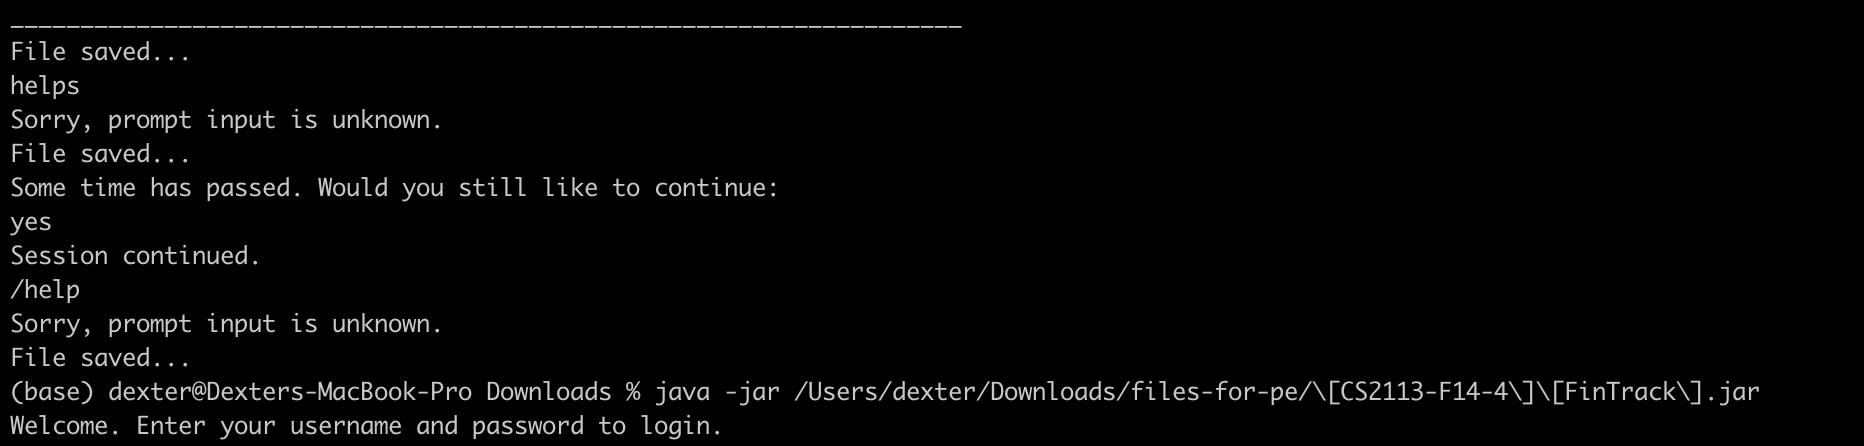 ____________________________________________________________________
File saved...
helps
Sorry, prompt input is unknown.
File saved...
Some time has passed. Would you still like to continue:
yes
Session continued.
/help
Sorry, prompt input is unknown.
File saved...
(base) dexter@Dexters-MacBook-Pro Downloads % java -jar /Users/dexter/Downloads/files-for-pe/\[CS2113-F14-4\]\[FinTrack\].jar
Welcome. Enter your username and password to login.